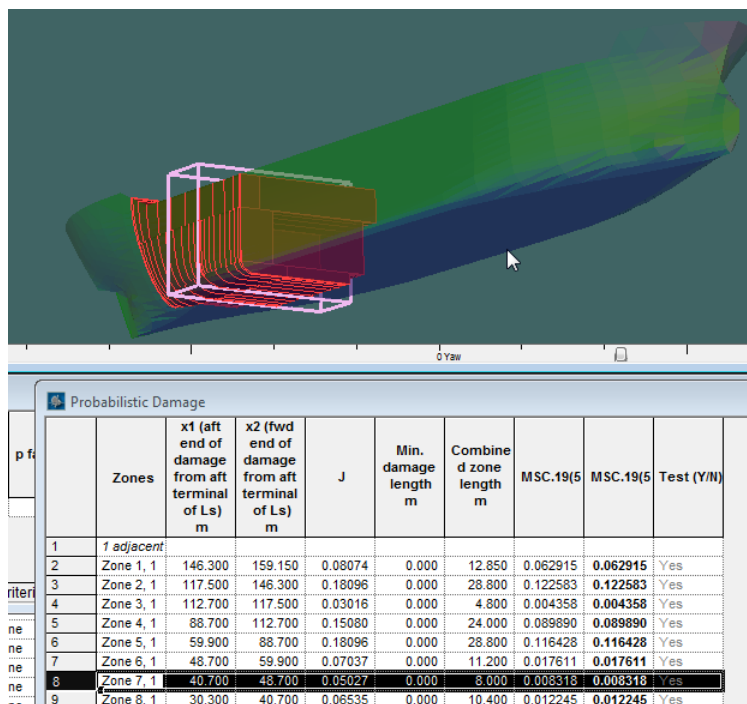 0 Yaw
Probabilistic Damage
p fa
Zones
x1 (aft
end of
damage
from aft
terminal
of Ls)
m
x2 (fwd
end of
damage
from aft
terminal
of Ls)
m
J
Min.
damage
length
m
Combine
d zone
length
m
MSC.19(5
MSC.19(5
Test (Y/N)
1 1 adjacent
2 Zone 1, 1 146.300 159.150 0.08074 0.000 12.850 0.062915 0.062915 Yes
3 Zone 2, 1 117.500 146.300 0.18096 0.000 28.800 0.122583 0.122583 Yes
riteri
4 Zone 3, 1 112.700 117.500 0.03016 0.000 4.800 0.004358 0.004358 Yes
ne
5 Zone 4, 1 88.700 112.700 0.15080 0.000 24.000 0.089890 0.089890 Yes
ne
6 Zone 5, 1 59.900 88.700 0.18096 0.000 28.800 0.116428 0.116428 Yes
ne
7 Zone 6, 1 48.700 59.900 0.07037 0.000 11.200 0.017611 0.017611 Yes
ne
8 Zone 7, 1 40.700 48.700 0.05027 0.000 8.000 0.008318 0.008318 Yes
9 Zone 8, 1 30.300 40.700 0.06535 0.000 10.400 0.012245 0.012245 Yes